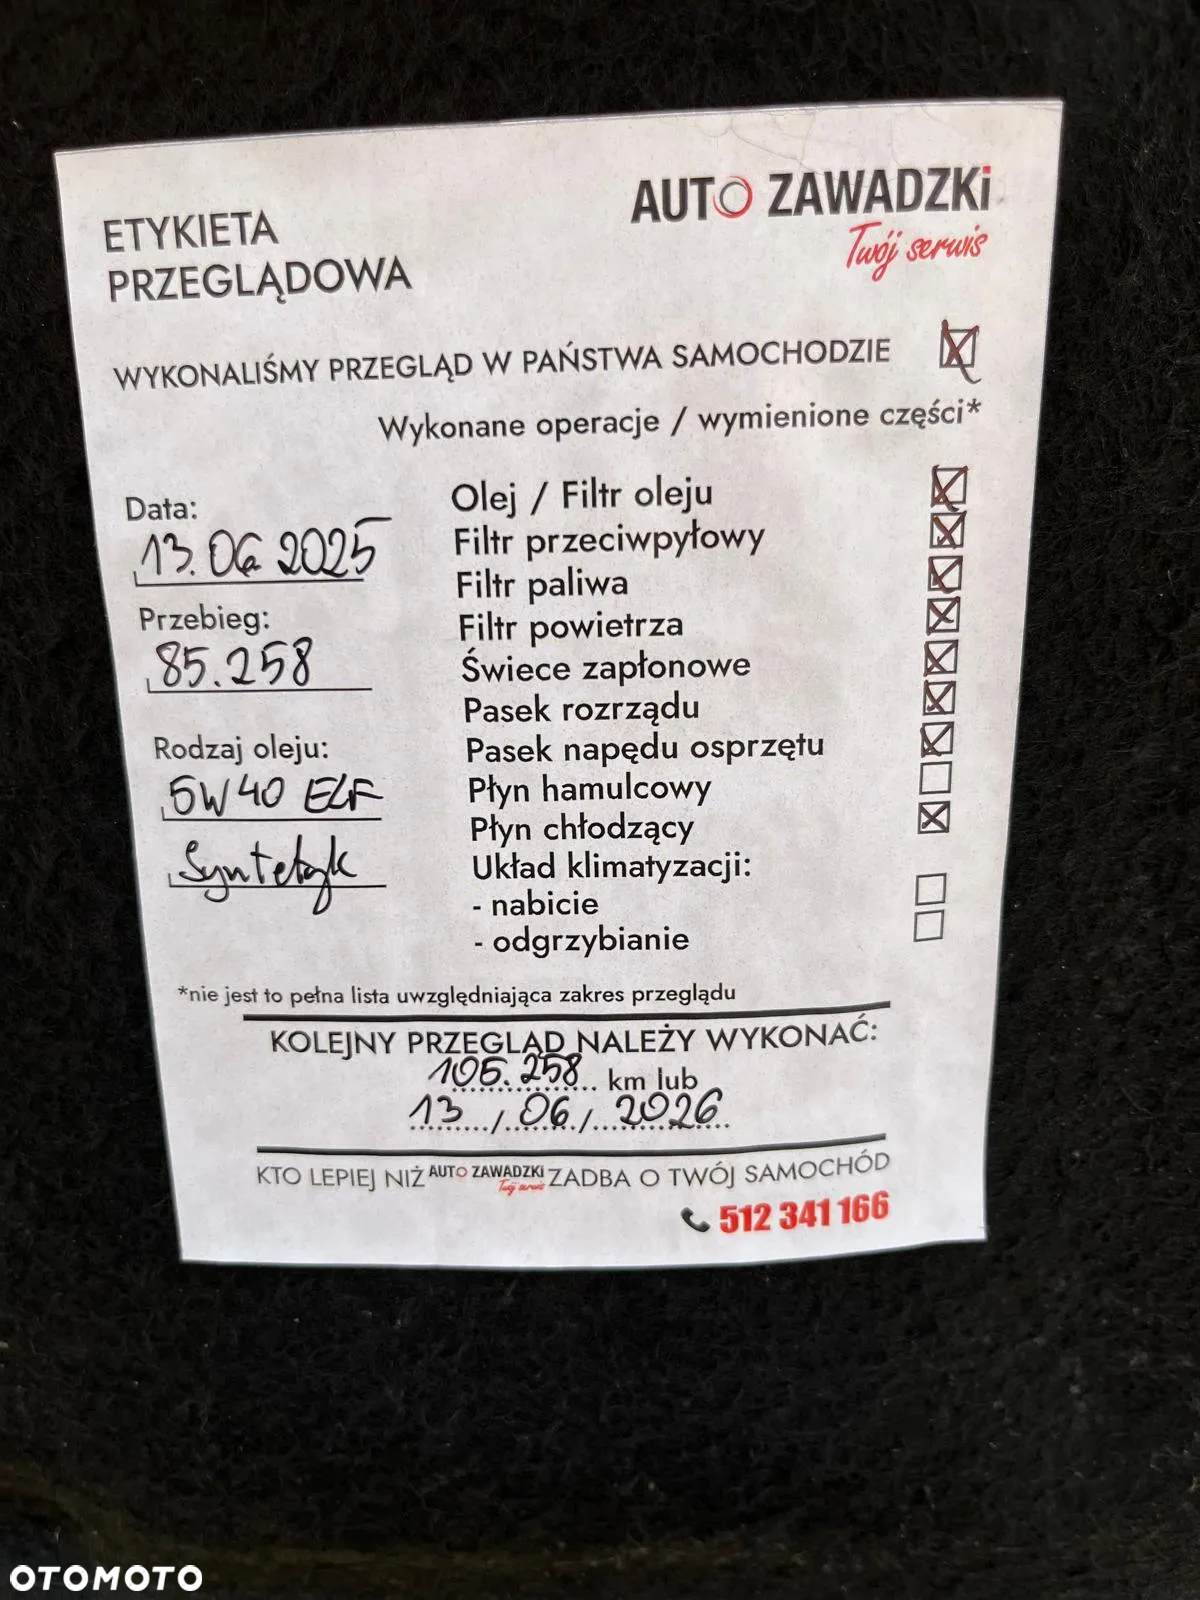 AUTO ZAWADZKi
Twój serwis
ETYKIETA
PRZEGLĄDOWA
WYKONALIŚMY PRZEGLĄD W PAŃSTWA SAMOCHODZIE
Wykonane operacje / wymienione części*
Data:
13.06.2025
Przebieg:
85.258
Rodzaj oleju:
5W40 ELF
Syntetyk
Olej / Filtr oleju
Filtr przeciwpyłowy
Filtr paliwa
Filtr powietrza
Świece zapłonowe
Pasek rozrządu
Pasek napędu osprzętu
Płyn hamulcowy
Płyn chłodzący
Układ klimatyzacji:
- nabicie
- odgrzybianie
*nie jest to pełna lista uwzględniająca zakres przeglądu
KOLEJNY PRZEGLĄD NALEŻY WYKONAĆ:
105.258 km lub
13/06/2026
KTO LEPIEJ NIŻ AUTO ZAWADZKi Twój serwis ZADBA O TWÓJ SAMOCHÓD
512 341 166
OTOMOTO